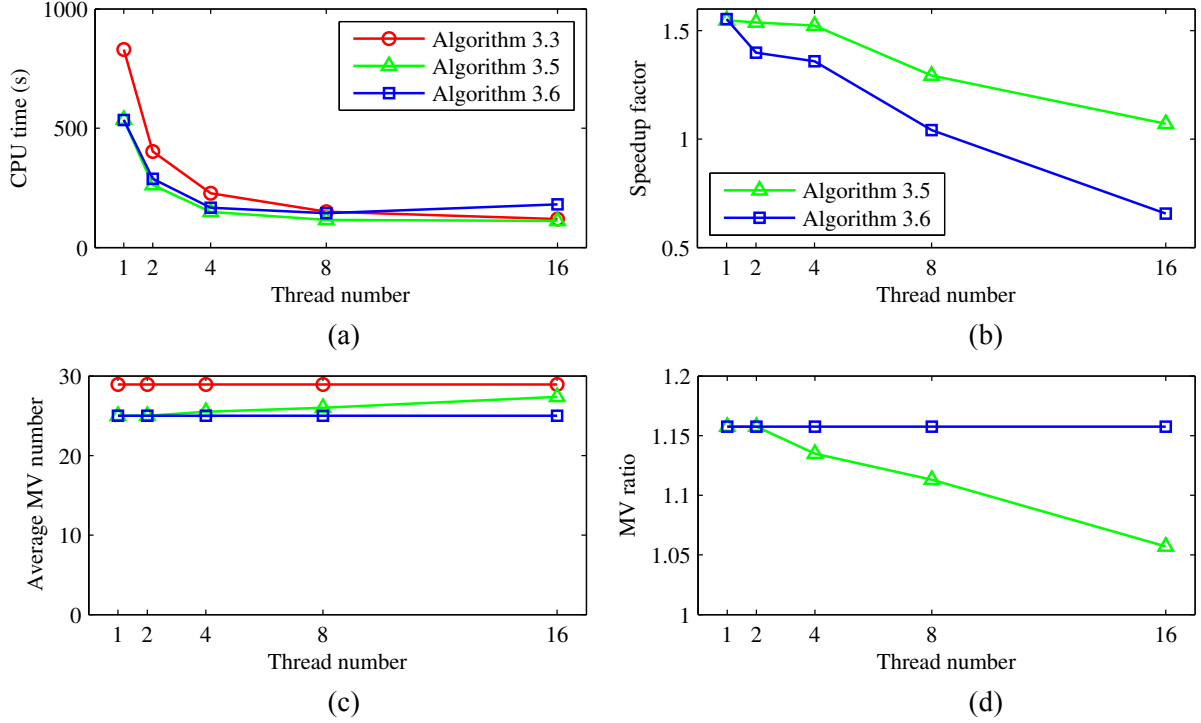 1000
500
0
CPU time (s)
Algorithm 3.3
Algorithm 3.5
Algorithm 3.6
1 2 4 8 16
Thread number
(a)
1.5
1
0.5
Speedup factor
Algorithm 3.5
Algorithm 3.6
1 2 4 8 16
Thread number
(b)
30
20
10
0
Average MV number
1 2 4 8 16
Thread number
(c)
1.2
1.15
1.1
1.05
1
MV ratio
1 2 4 8 16
Thread number
(d)